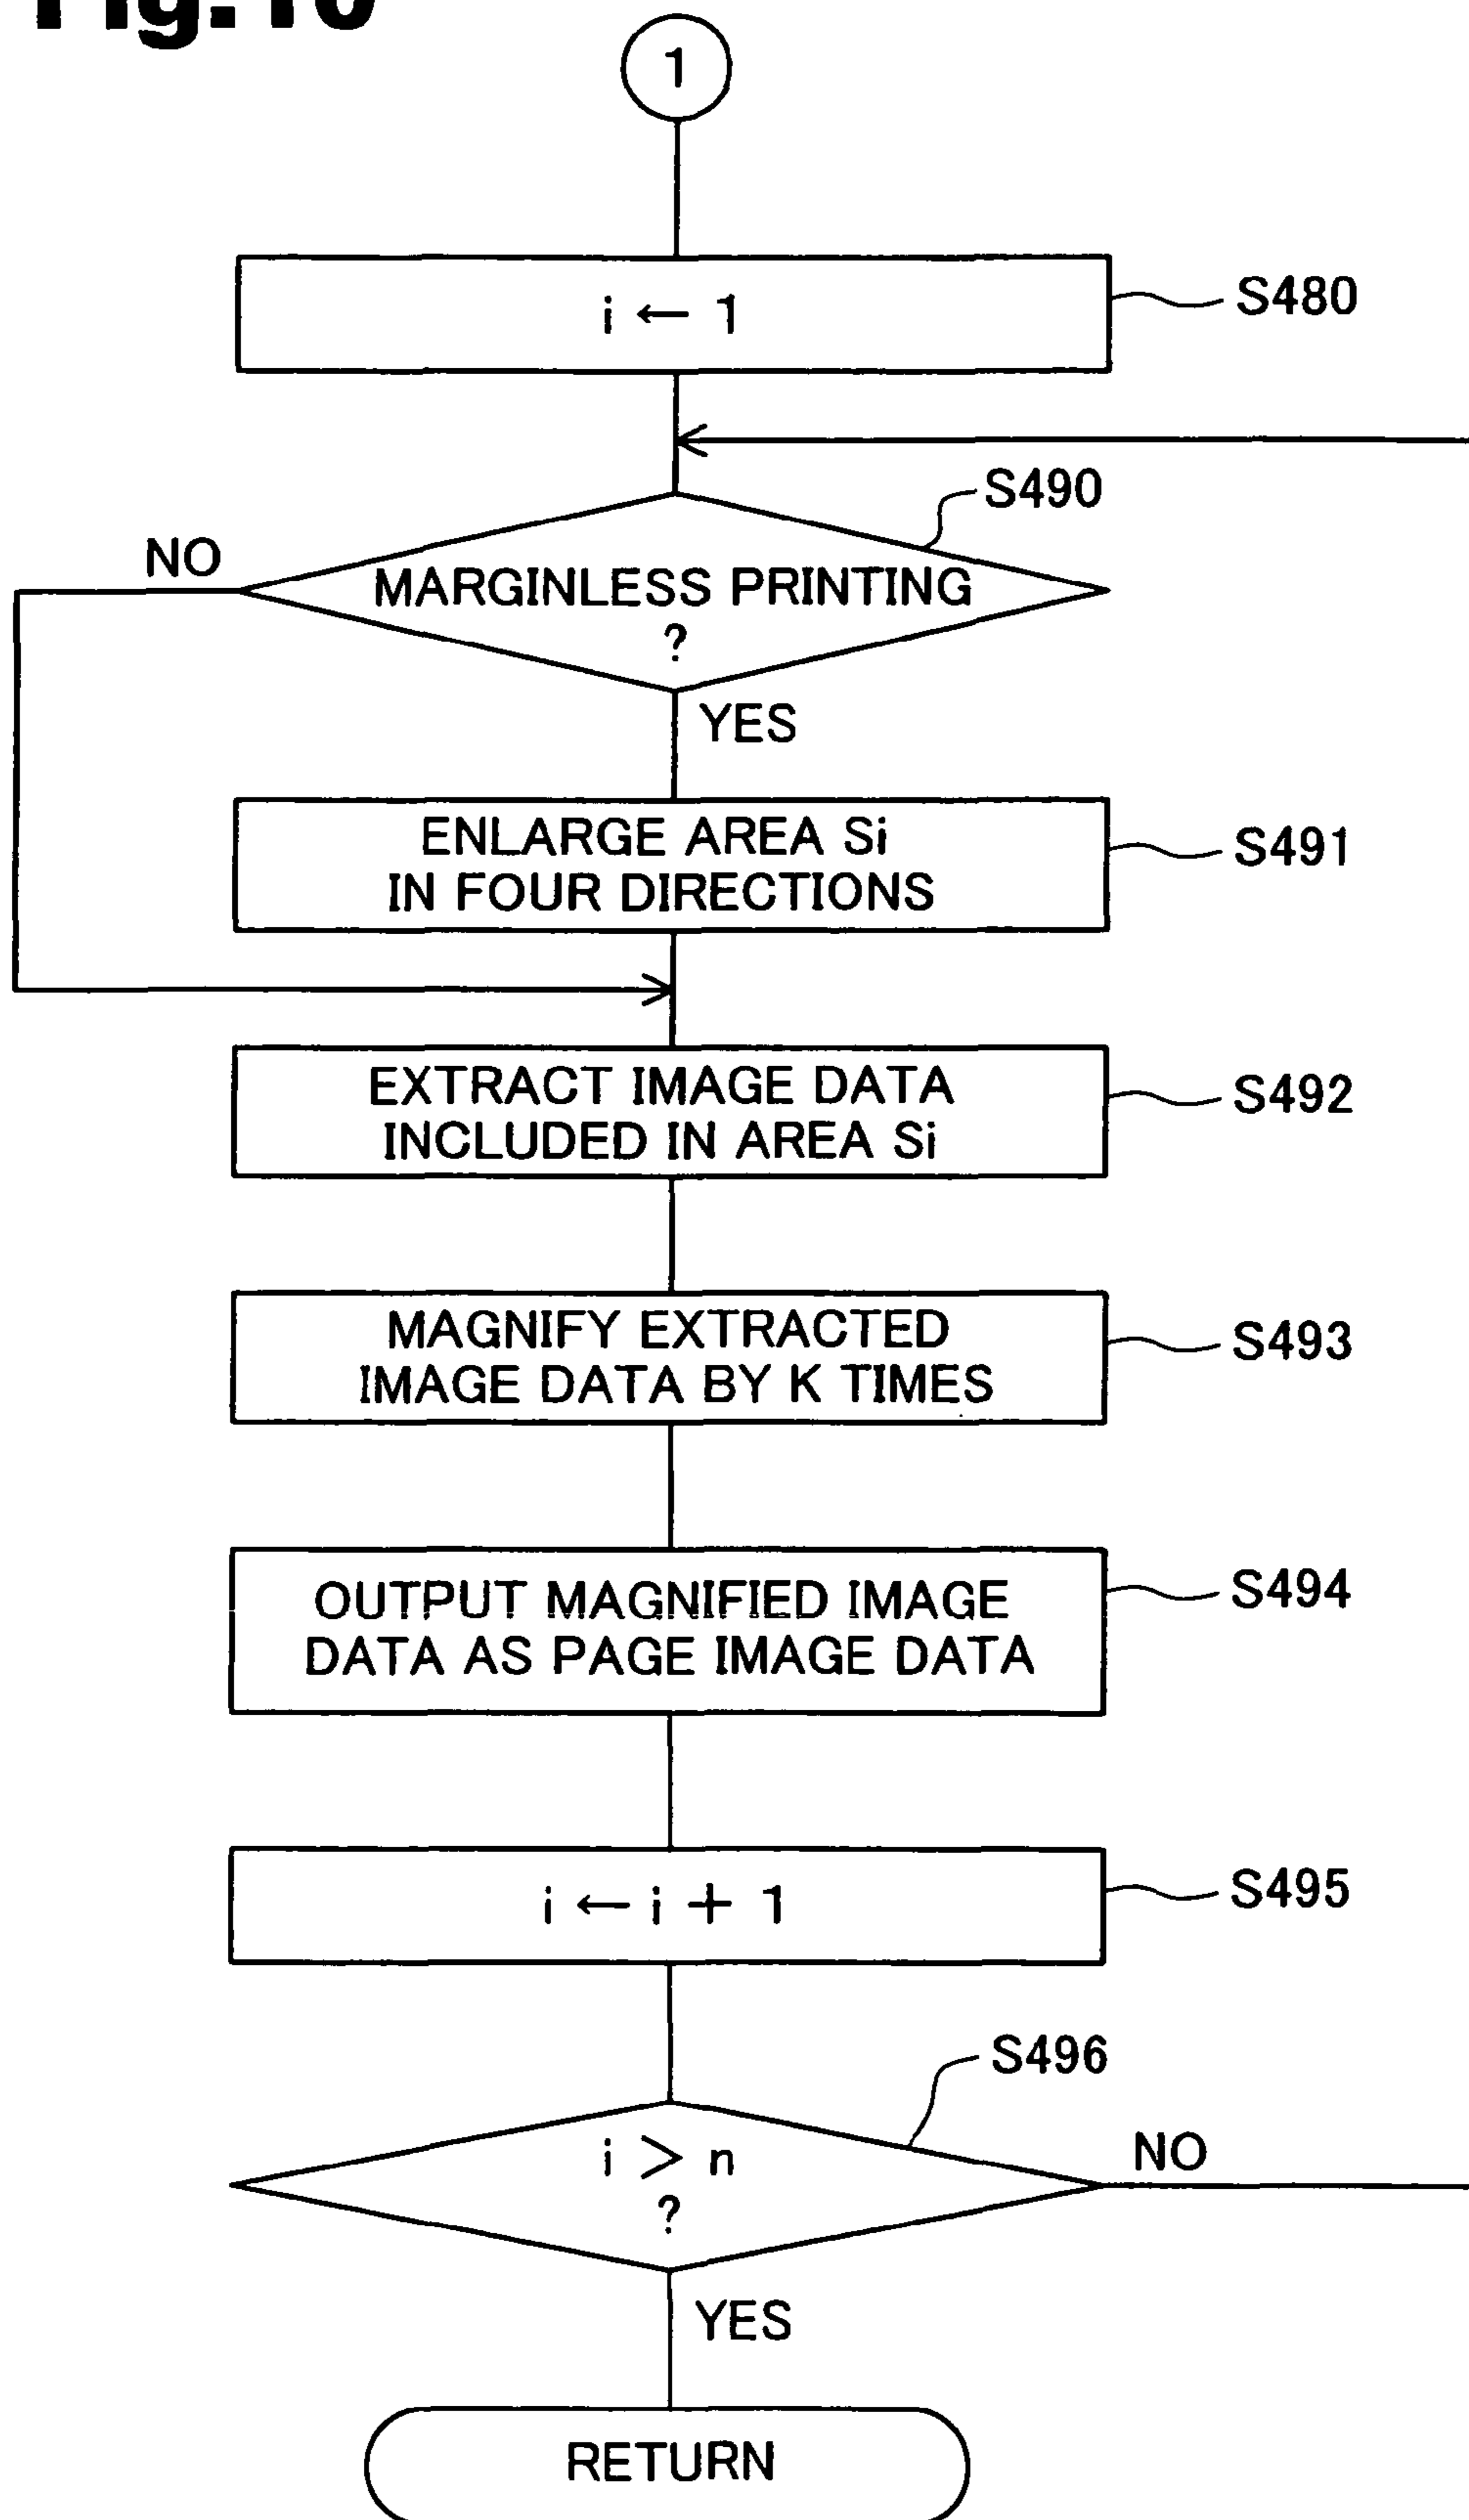 1
i ← 1
S480
S490
NO
MARGINLESS PRINTING
?
YES
ENLARGE AREA Si
IN FOUR DIRECTIONS
S491
EXTRACT IMAGE DATA
INCLUDED IN AREA Si
S492
MAGNIFY EXTRACTED
IMAGE DATA BY K TIMES
S493
OUTPUT MAGNIFIED IMAGE
DATA AS PAGE IMAGE DATA
S494
i ← i + 1
S495
S496
i > n
?
NO
YES
RETURN